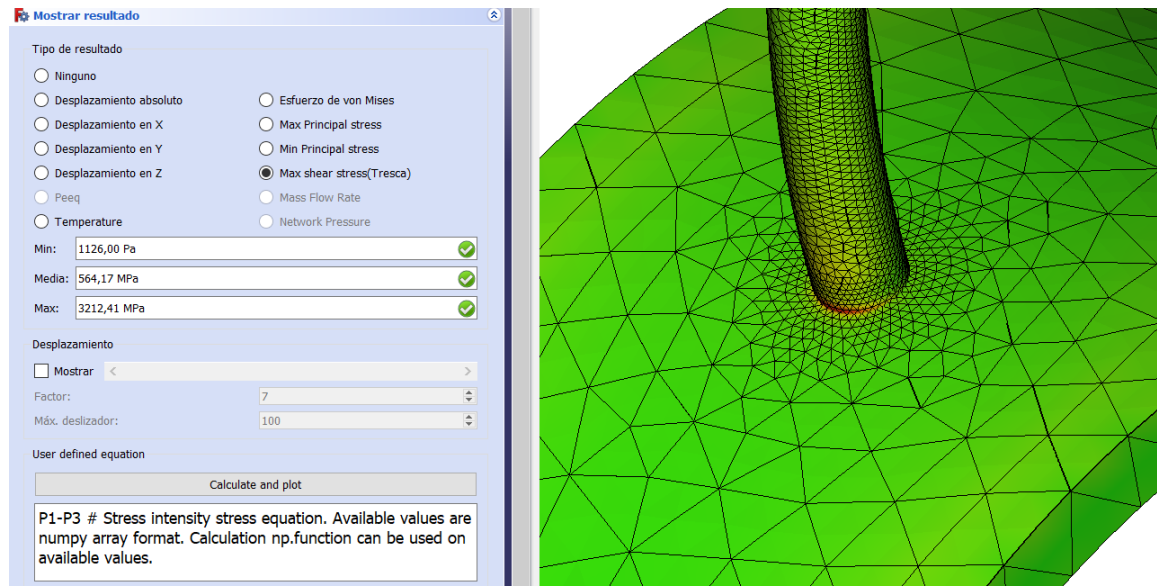 Mostrar resultado
Tipo de resultado
Ninguno
Desplazamiento absoluto
Esfuerzo de von Mises
Desplazamiento en X
Max Principal stress
Desplazamiento en Y
Min Principal stress
Desplazamiento en Z
Max shear stress(Tresca)
Peeq
Mass Flow Rate
Temperature
Network Pressure
Min: 1126,00 Pa
Media: 564,17 MPa
Max: 3212,41 MPa
Desplazamiento
Mostrar
Factor: 7
Máx. deslizador: 100
User defined equation
Calculate and plot
P1-P3 # Stress intensity stress equation. Available values are
numpy array format. Calculation np.function can be used on
available values.